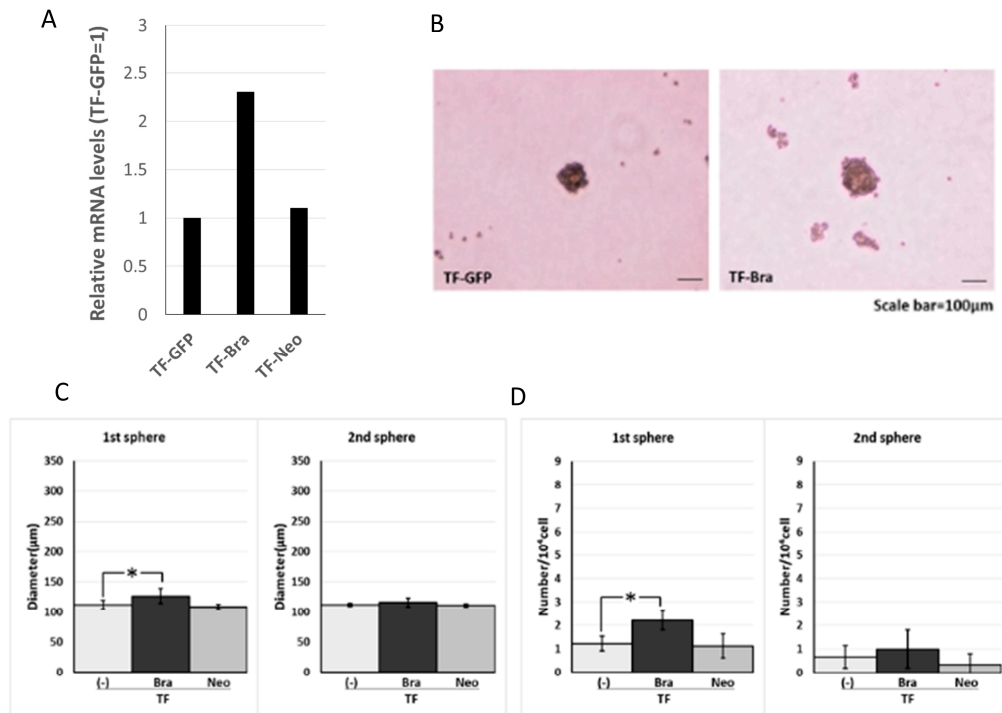 A
Relative mRNA levels (TF-GFP=1)
3
2.5
2
1.5
1
0.5
0
TF-GFP
TF-Bra
TF-Neo
B
TF-GFP
TF-Bra
Scale bar=100μm
C
1st sphere
Diameter(μm)
350
300
250
200
150
100
50
0
*
(-) Bra Neo
TF
2nd sphere
350
300
250
200
150
100
50
0
(-) Bra Neo
TF
D
1st sphere
Number/10⁴cell
9
8
7
6
5
4
3
2
1
0
*
(-) Bra Neo
TF
2nd sphere
Number/10⁴cell
9
8
7
6
5
4
3
2
1
0
(-) Bra Neo
TF